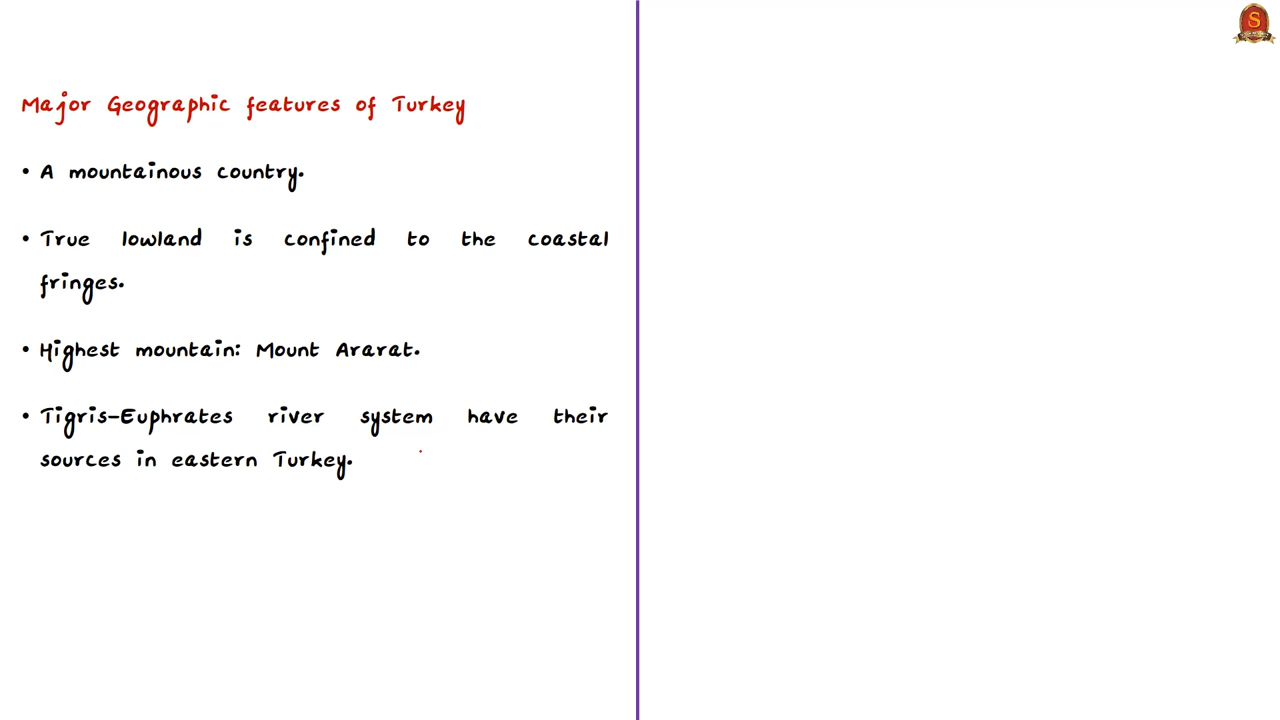 Major Geographic features of Turkey
• A mountainous country.
• True lowland is confined to the coastal
fringes.
• Highest mountain: Mount Ararat.
• Tigris-Euphrates river system have their
sources in eastern Turkey.
S